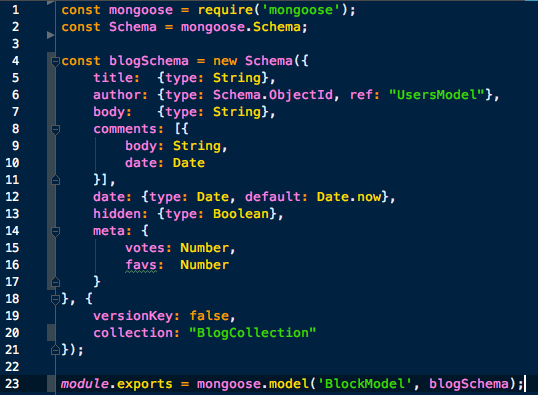 1 const mongoose = require('mongoose');
2 const Schema = mongoose.Schema;
3
4 const blogSchema = new Schema({
5     title:  {type: String},
6     author: {type: Schema.ObjectId, ref: "UsersModel"},
7     body:   {type: String},
8     comments: [{
9         body: String,
10         date: Date
11     }],
12     date: {type: Date, default: Date.now},
13     hidden: {type: Boolean},
14     meta: {
15         votes: Number,
16         favs:  Number
17     }
18 }, {
19     versionKey: false,
20     collection: "BlogCollection"
21 });
22
23 module.exports = mongoose.model('BlockModel', blogSchema);